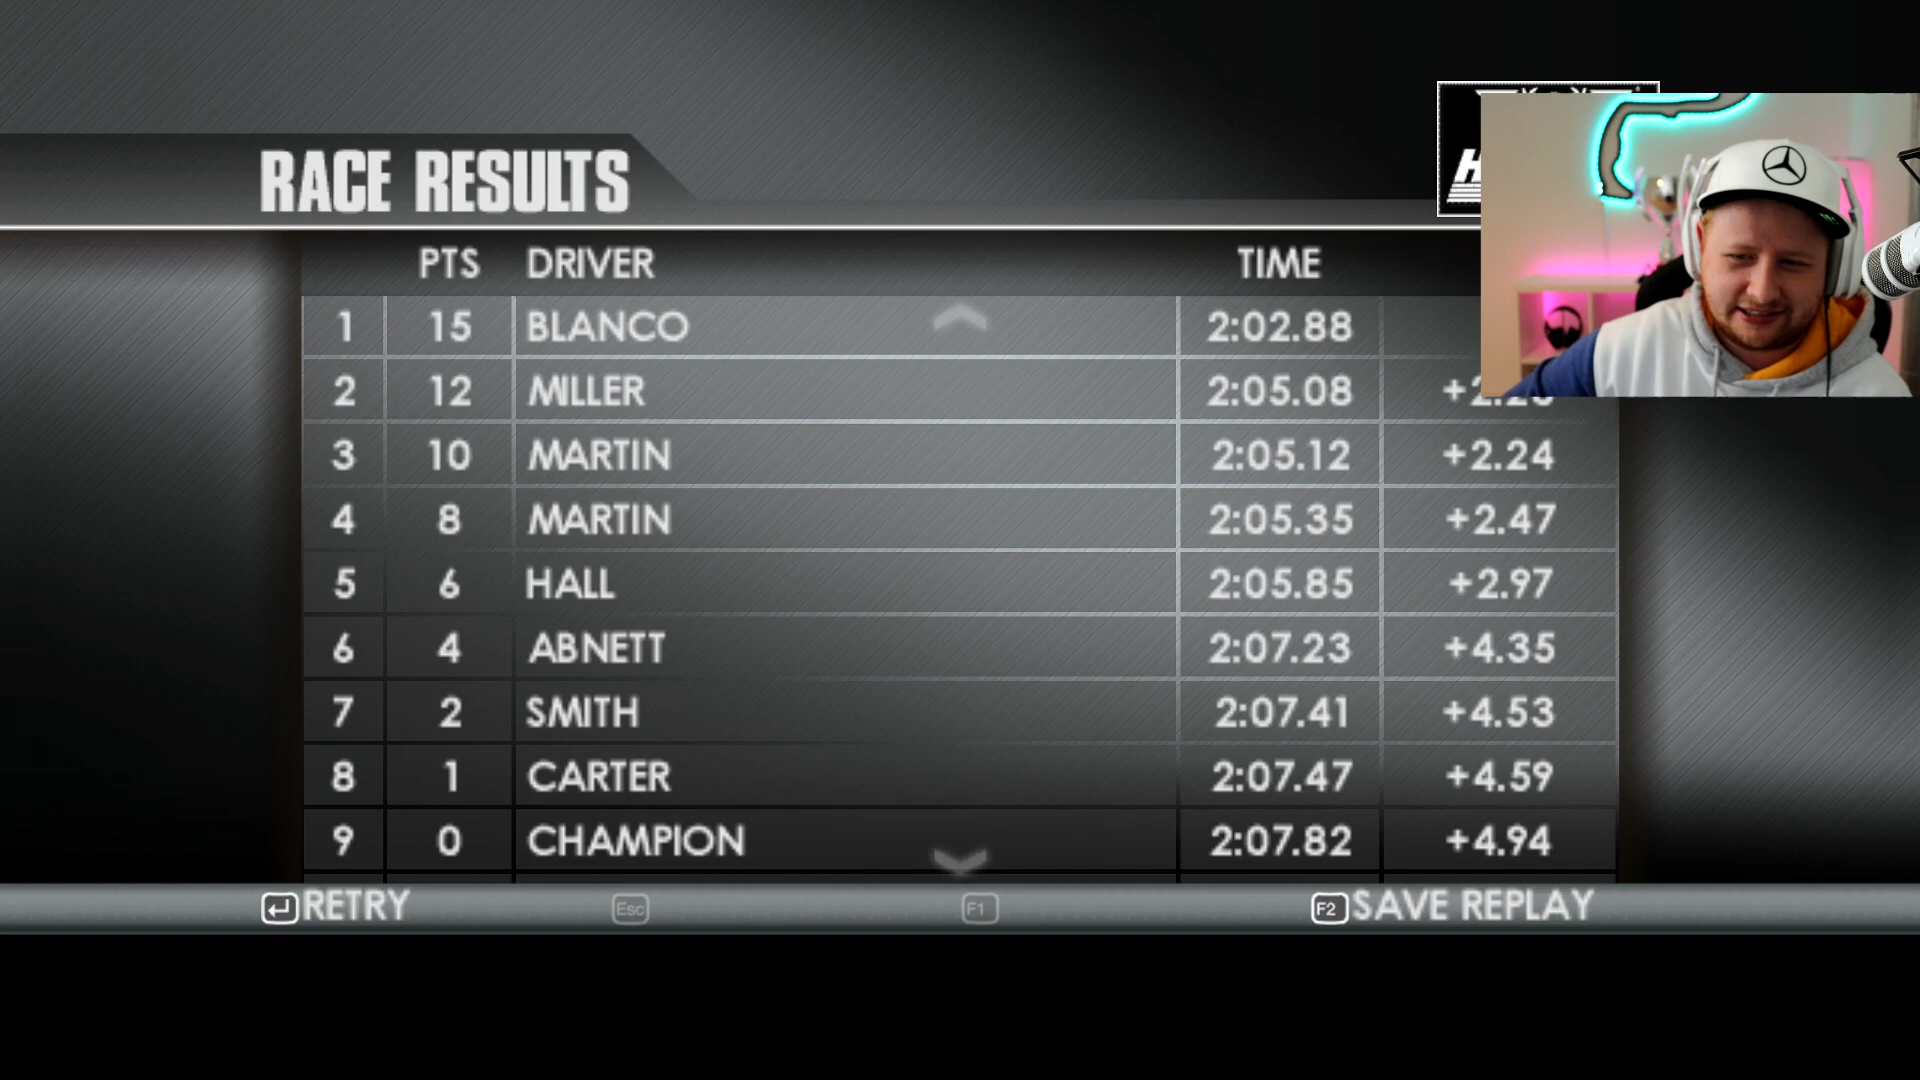 RACE RESULTS
PTS DRIVER TIME
1 15 BLANCO 2:02.88
2 12 MILLER 2:05.08
3 10 MARTIN 2:05.12 +2.24
4 8 MARTIN 2:05.35 +2.47
5 6 HALL 2:05.85 +2.97
6 4 ABNETT 2:07.23 +4.35
7 2 SMITH 2:07.41 +4.53
8 1 CARTER 2:07.47 +4.59
9 0 CHAMPION 2:07.82 +4.94
RETRY Esc F1 F2 SAVE REPLAY